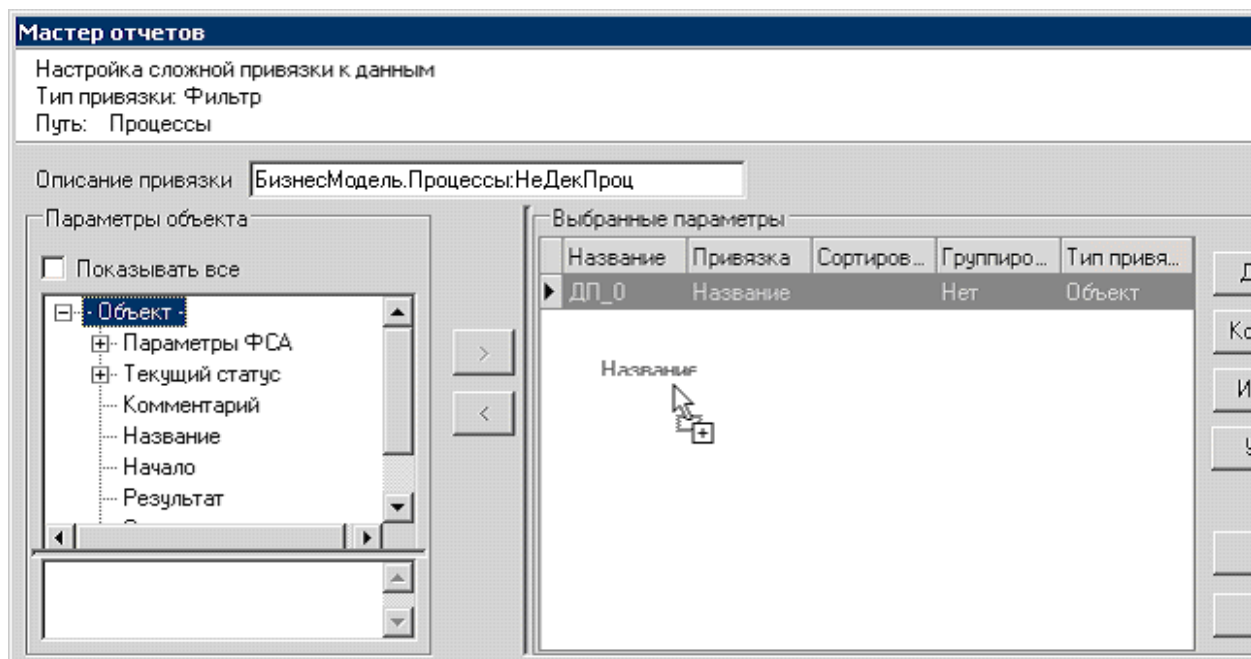 Мастер отчетов
Настройка сложной привязки к данным
Тип привязки: Фильтр
Путь: Процессы
Описание привязки БизнесМодель.Процессы:НеДекПроц
Параметры объекта
Показывать все
- Объект -
Параметры ФСА
Текущий статус
Комментарий
Название
Начало
Результат
>
<
Выбранные параметры
Название Привязка Сортиров... Группиро... Тип привя...
ДП_0 Название Нет Объект
Название